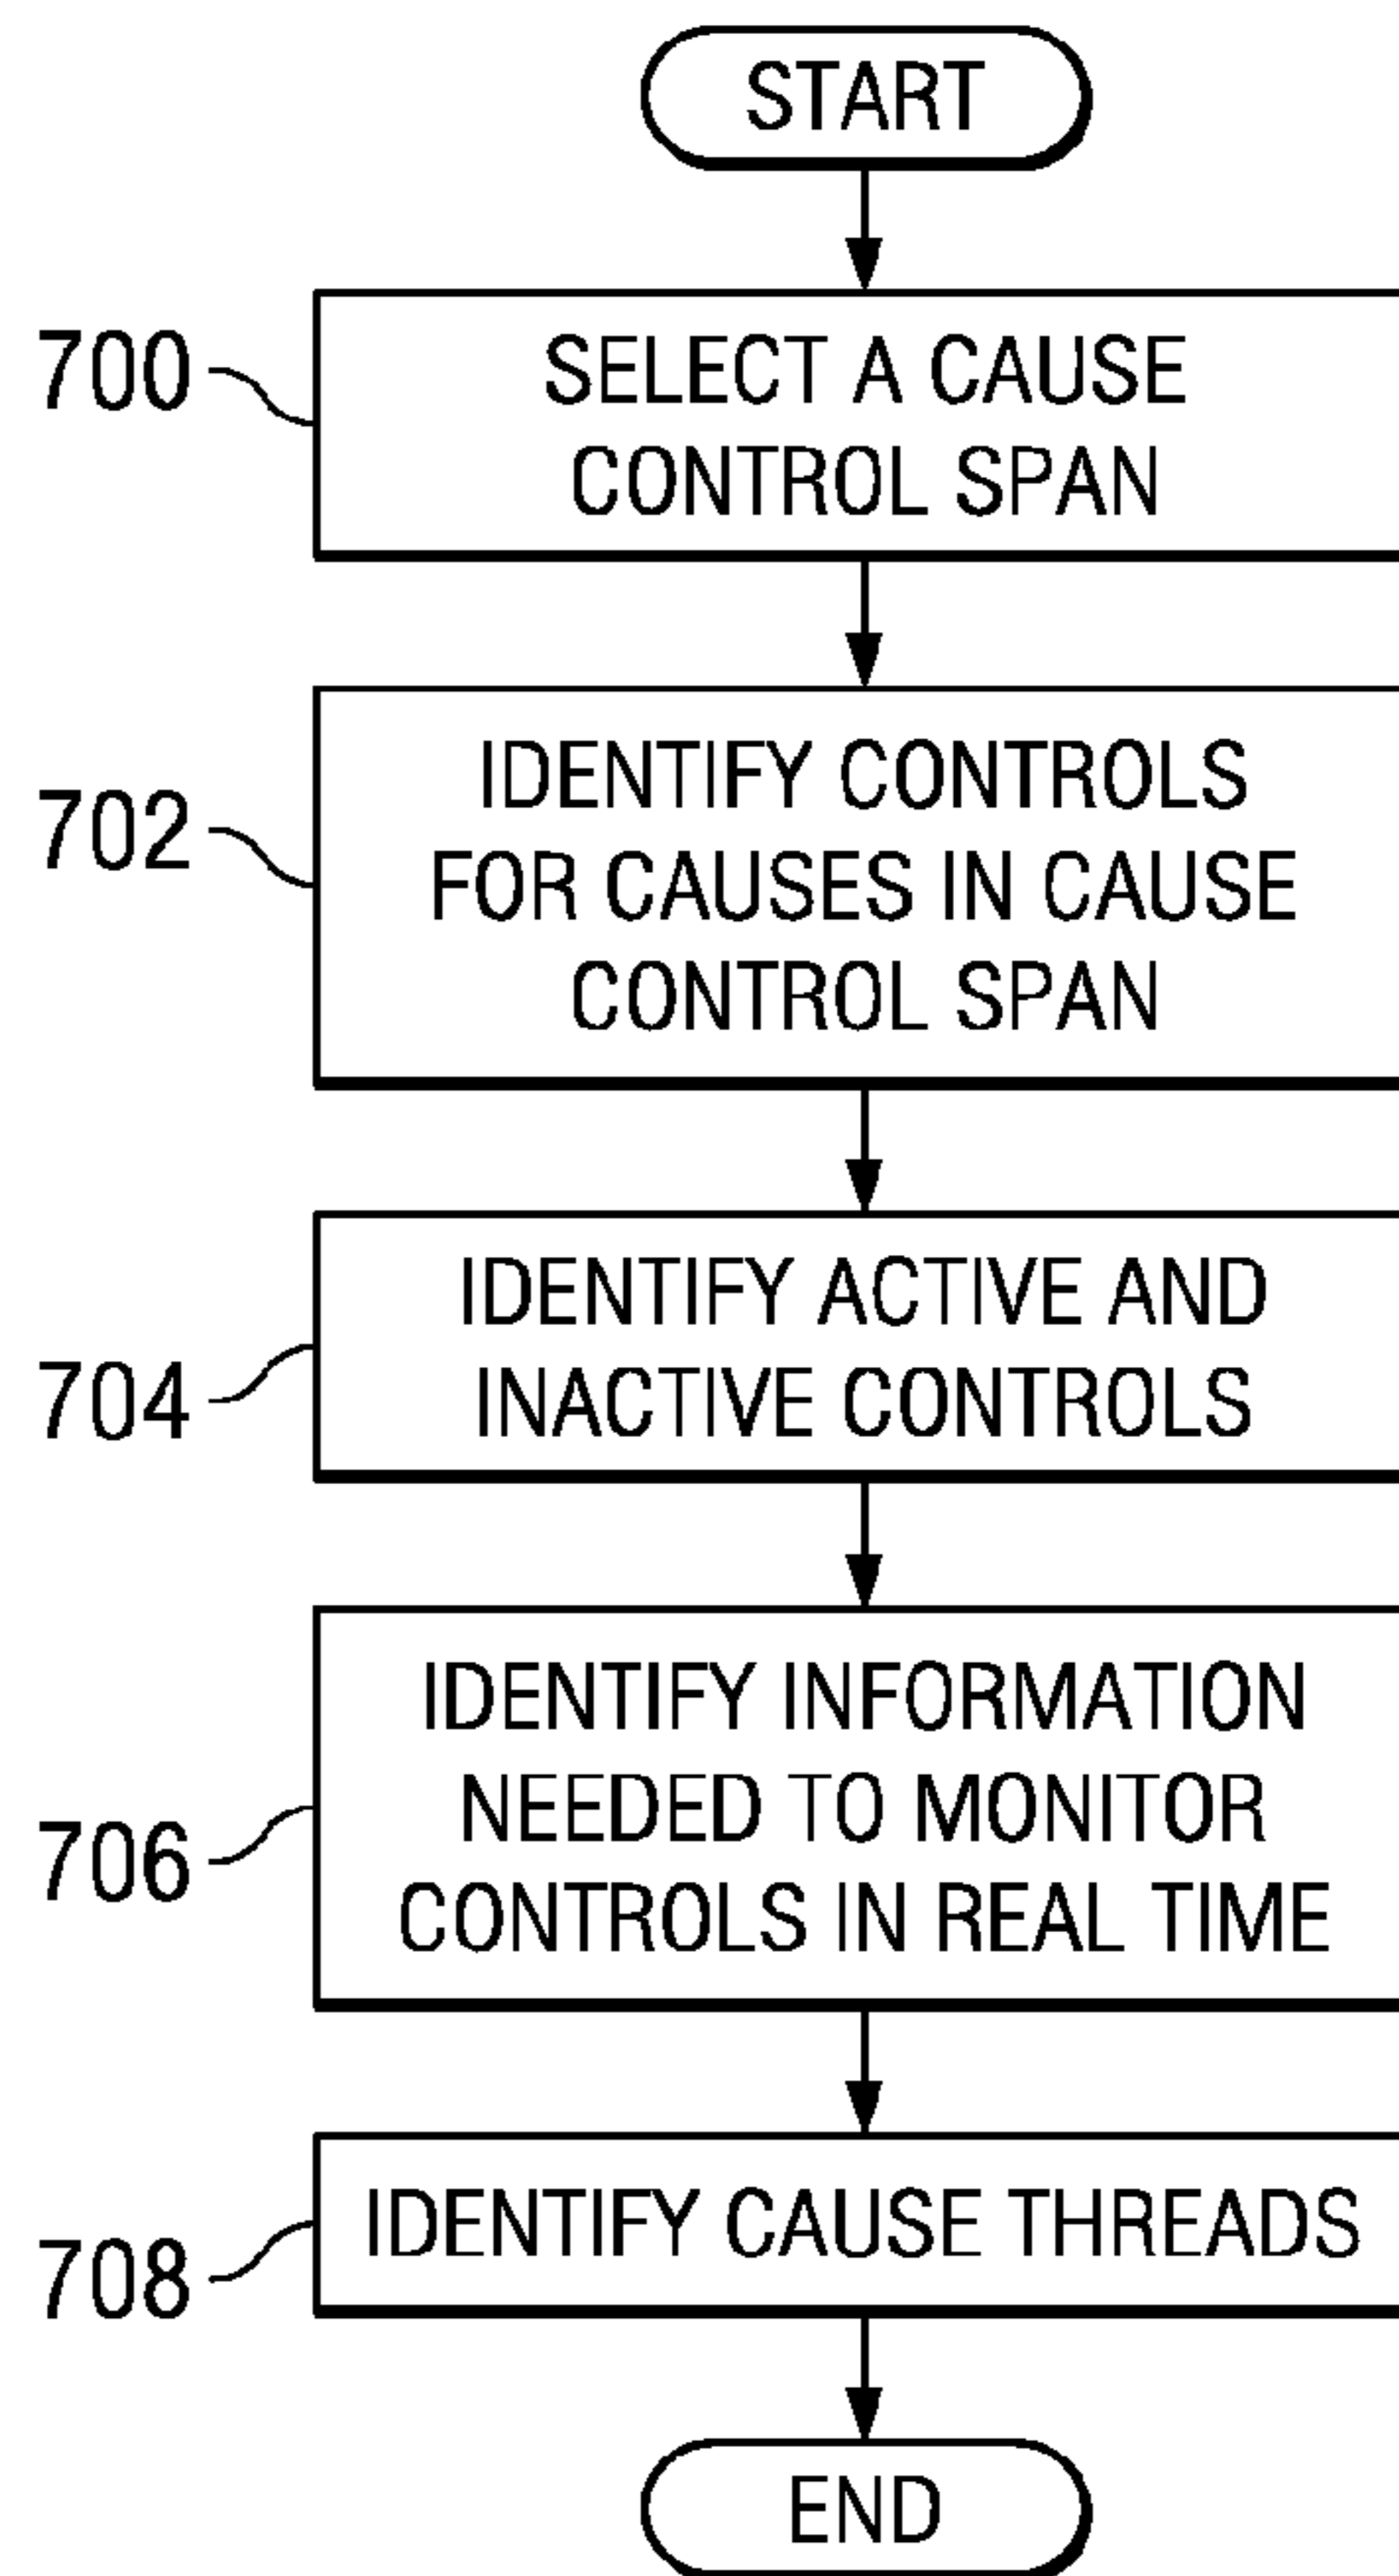 START
700
SELECT A CAUSE
CONTROL SPAN
702
IDENTIFY CONTROLS
FOR CAUSES IN CAUSE
CONTROL SPAN
704
IDENTIFY ACTIVE AND
INACTIVE CONTROLS
706
IDENTIFY INFORMATION
NEEDED TO MONITOR
CONTROLS IN REAL TIME
708
IDENTIFY CAUSE THREADS
END